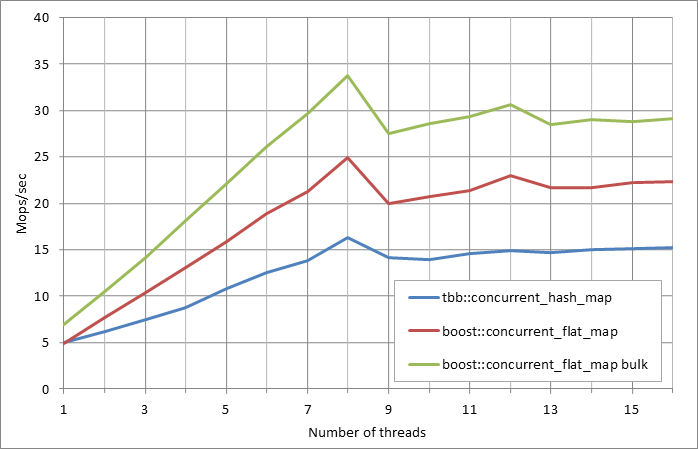 40
35
30
25
20
15
10
5
0
Mops/sec
tbb::concurrent_hash_map
boost::concurrent_flat_map
boost::concurrent_flat_map bulk
1 3 5 7 9 11 13 15
Number of threads